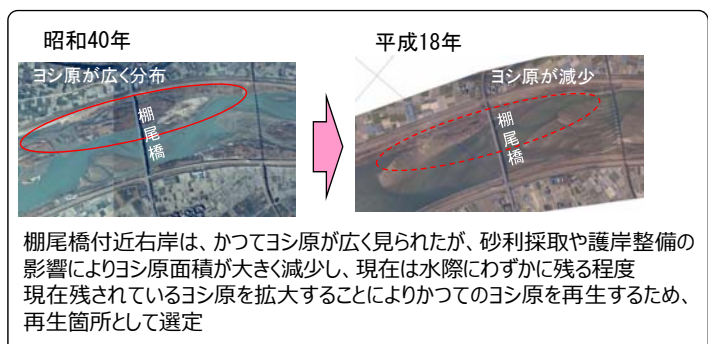 昭和40年
平成18年
ヨシ原が広く分布
棚尾橋
ヨシ原が減少
棚尾橋
棚尾橋付近右岸は、かつてヨシ原が広く見られたが、砂利採取や護岸整備の
影響によりヨシ原面積が大きく減少し、現在は水際にわずかに残る程度
現在残されているヨシ原を拡大することによりかつてのヨシ原を再生するため、
再生箇所として選定